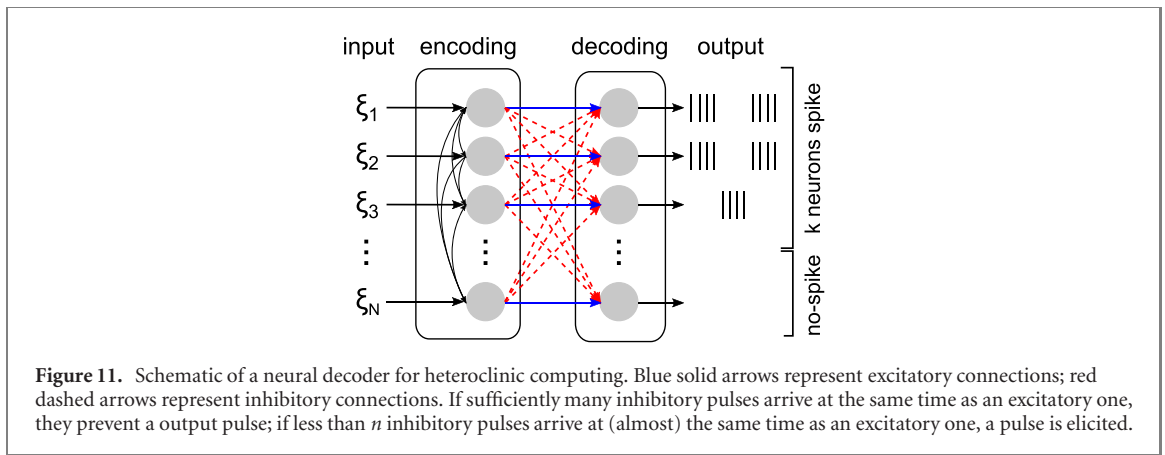 input encoding decoding output
ξ1
ξ2
ξ3
ξN
k neurons spike
no-spike
Figure 11. Schematic of a neural decoder for heteroclinic computing. Blue solid arrows represent excitatory connections; red
dashed arrows represent inhibitory connections. If sufficiently many inhibitory pulses arrive at the same time as an excitatory one,
they prevent a output pulse; if less than n inhibitory pulses arrive at (almost) the same time as an excitatory one, a pulse is elicited.